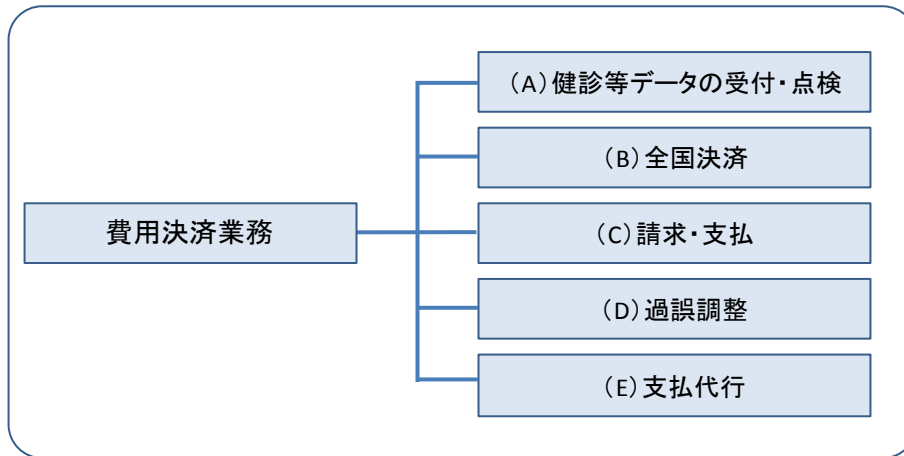 （A）健診等データの受付・点検
（B）全国決済
費用決済業務
（C）請求・支払
（D）過誤調整
（E）支払代行